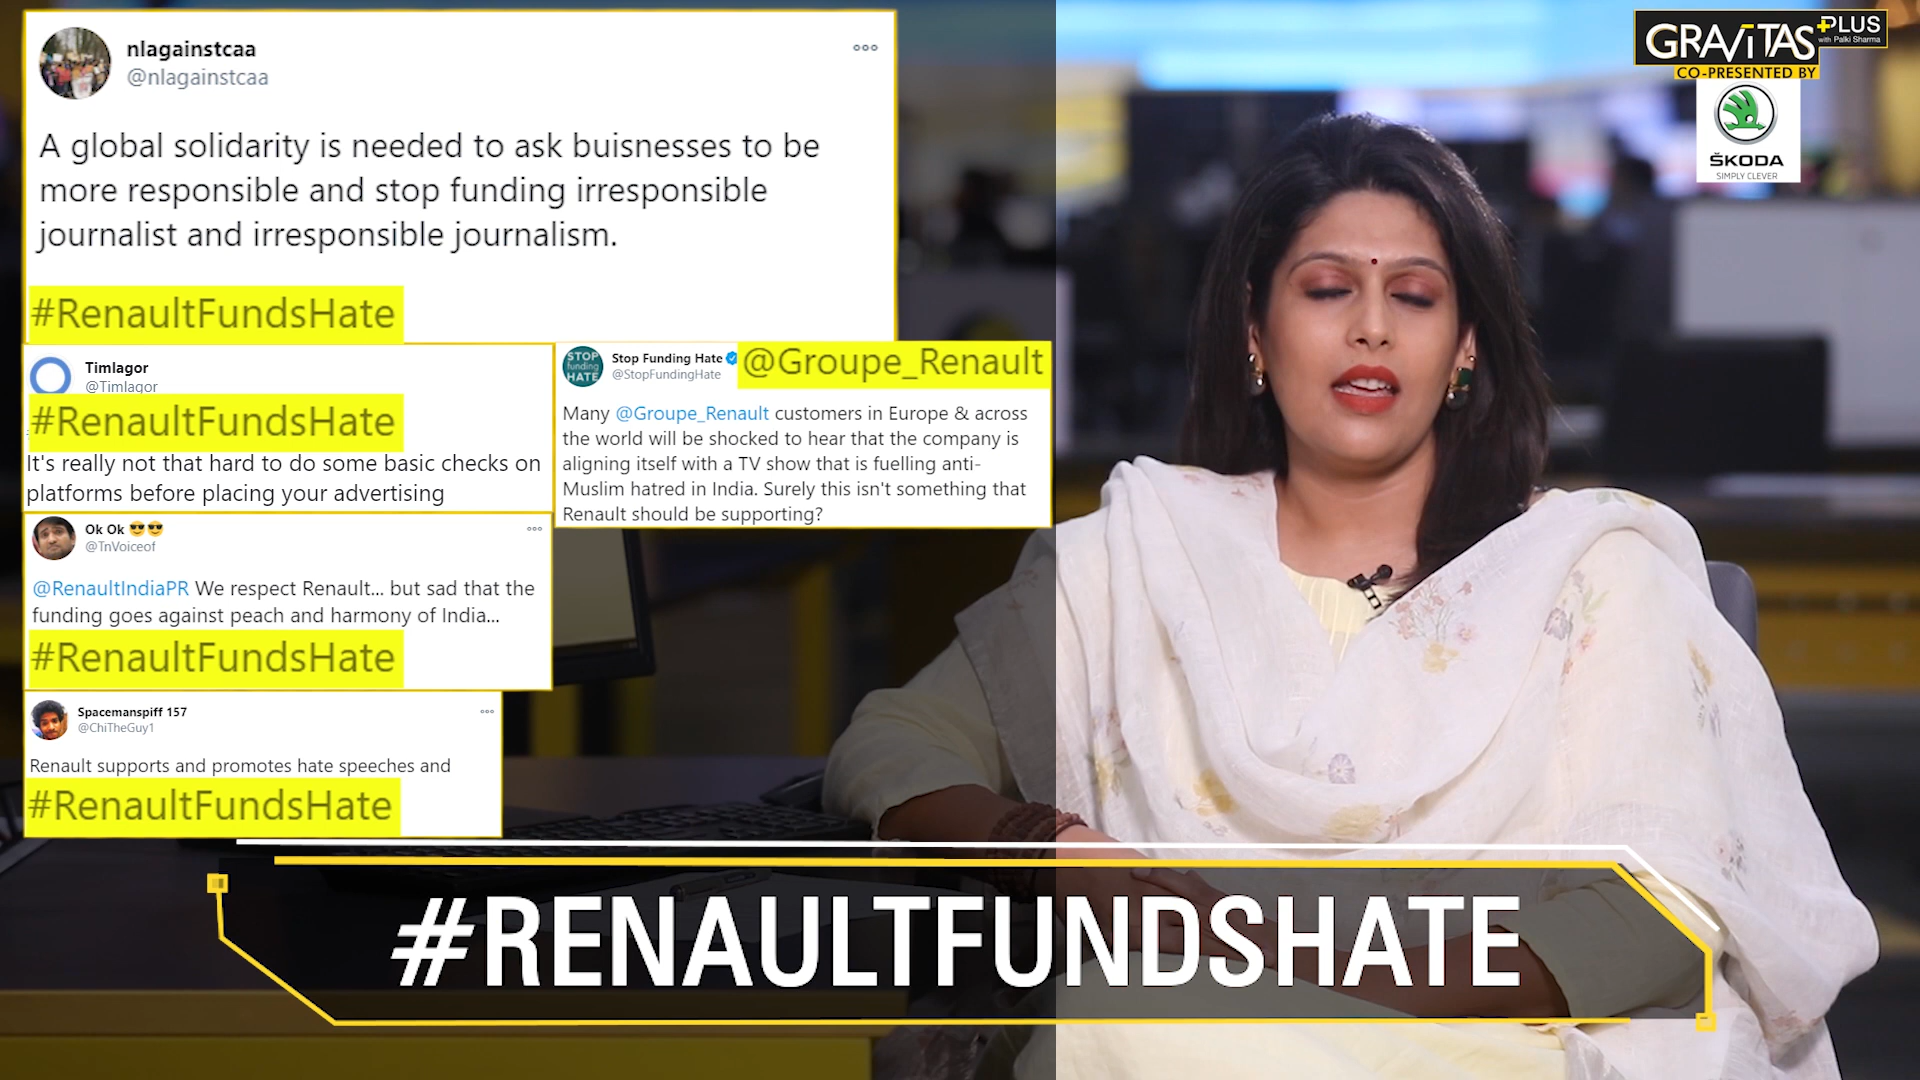 nlagainstcaa
@nlagainstcaa
A global solidarity is needed to ask buisnesses to be
more responsible and stop funding irresponsible
journalist and irresponsible journalism.
#RenaultFundsHate
Timlagor
@Timlagor
#RenaultFundsHate
It's really not that hard to do some basic checks on
platforms before placing your advertising
STOP
funding
HATE
Stop Funding Hate
@StopFundingHate
@Groupe_Renault
Many @Groupe_Renault customers in Europe & across
the world will be shocked to hear that the company is
aligning itself with a TV show that is fuelling anti-
Muslim hatred in India. Surely this isn't something that
Renault should be supporting?
Ok Ok 😎😎
@TnVoiceof
@RenaultIndiaPR We respect Renault... but sad that the
funding goes against peach and harmony of India...
#RenaultFundsHate
Spacemanspiff 157
@ChiTheGuy1
Renault supports and promotes hate speeches and
#RenaultFundsHate
GRAVITAS
PLUS
with Palki Sharma
CO-PRESENTED BY
ŠKODA
SIMPLY CLEVER
#RENAULTFUNDSHATE